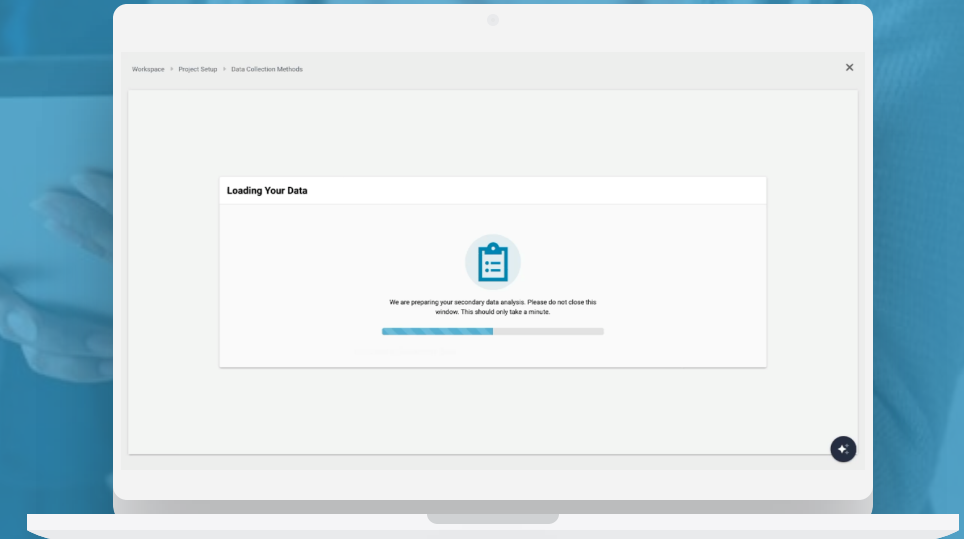 Workspace Project Setup Data Collection Methods
Loading Your Data
We are preparing your secondary data analysis. Please do not close this
window. This should only take a minute.